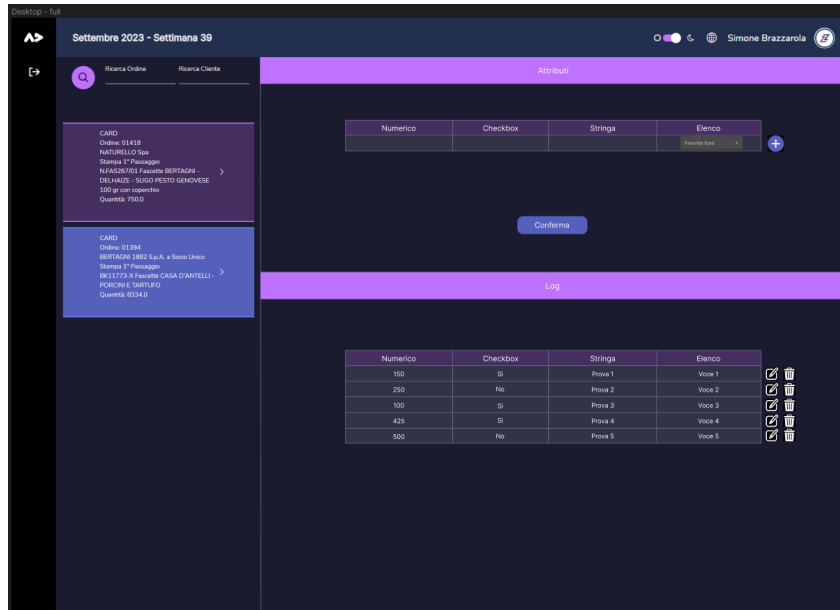 Desktop - full
Settembre 2023 - Settimana 39
Simone Brazzarola
Ricerca Ordine Ricerca Cliente
CARD
Ordine: 01418
NATURELLO Spa
Stampa 1° Passaggio
N.FAS267/01 Fascette BERTAGNI -
DELHAIZE - SUGO PESTO GENOVESE
100 gr con coperchio
Quantità: 750.0
CARD
Ordine: 01394
BERTAGNI 1882 S.p.A. a Socio Unico
Stampa 1° Passaggio
BK11773-X Fascette CASA D'ANTELLI -
PORCINI E TARTUFO
Quantità: 8334.0
Attributi
Numerico Checkbox Stringa Elenco
Favorite food
Conferma
Log
Numerico Checkbox Stringa Elenco
150 Si Prova 1 Voce 1
250 No Prova 2 Voce 2
100 Si Prova 3 Voce 3
425 Si Prova 4 Voce 4
500 No Prova 5 Voce 5